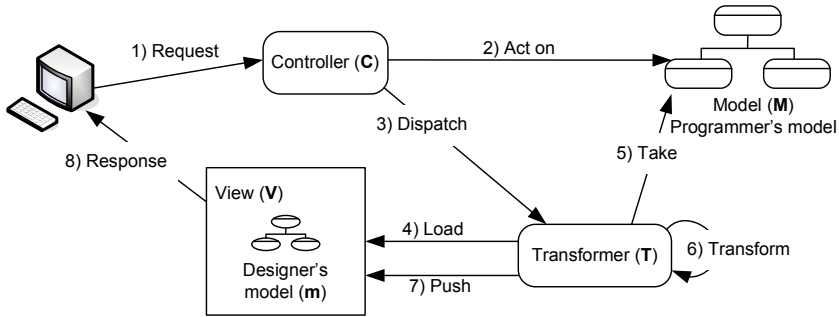 1) Request
Controller (C)
2) Act on
Model (M)
Programmer's model
3) Dispatch
5) Take
8) Response
View (V)
4) Load
Transformer (T)
6) Transform
Designer's
model (m)
7) Push